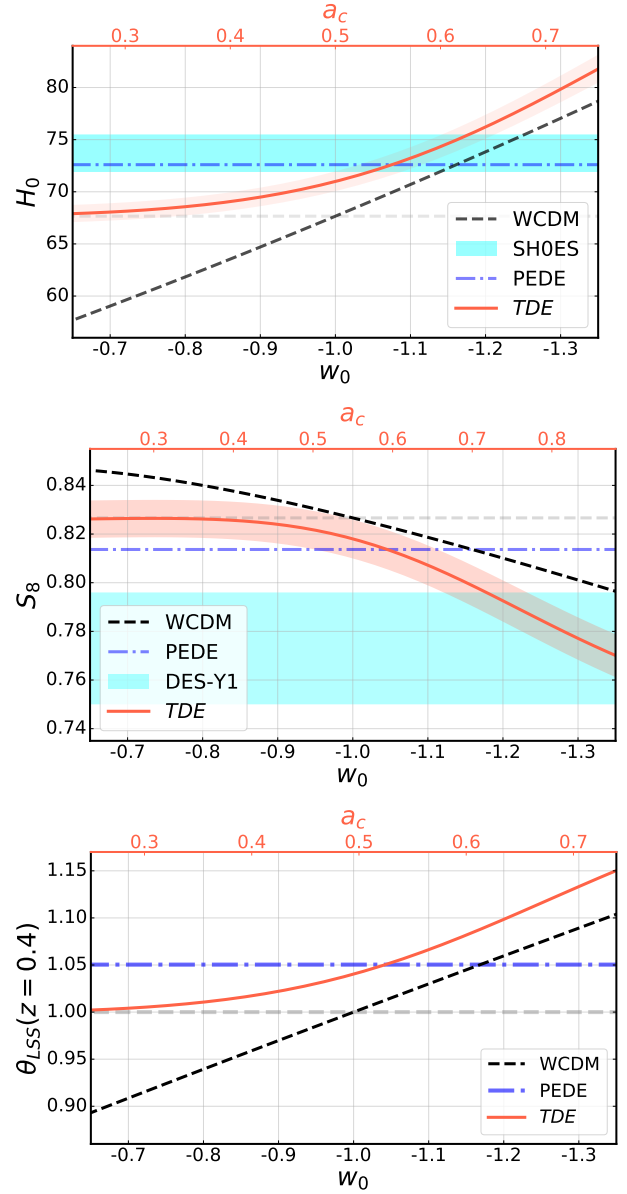 a_c
0.3 0.4 0.5 0.6 0.7
80
75
70
65
60
H_0
WCDM
SH0ES
PEDE
TDE
-0.7 -0.8 -0.9 -1.0 -1.1 -1.2 -1.3
w_0
a_c
0.3 0.4 0.5 0.6 0.7 0.8
0.84
0.82
0.80
0.78
0.76
0.74
S_8
WCDM
PEDE
DES-Y1
TDE
-0.7 -0.8 -0.9 -1.0 -1.1 -1.2 -1.3
w_0
a_c
0.3 0.4 0.5 0.6 0.7
1.15
1.10
1.05
1.00
0.95
0.90
θ_LSS(z = 0.4)
WCDM
PEDE
TDE
-0.7 -0.8 -0.9 -1.0 -1.1 -1.2 -1.3
w_0